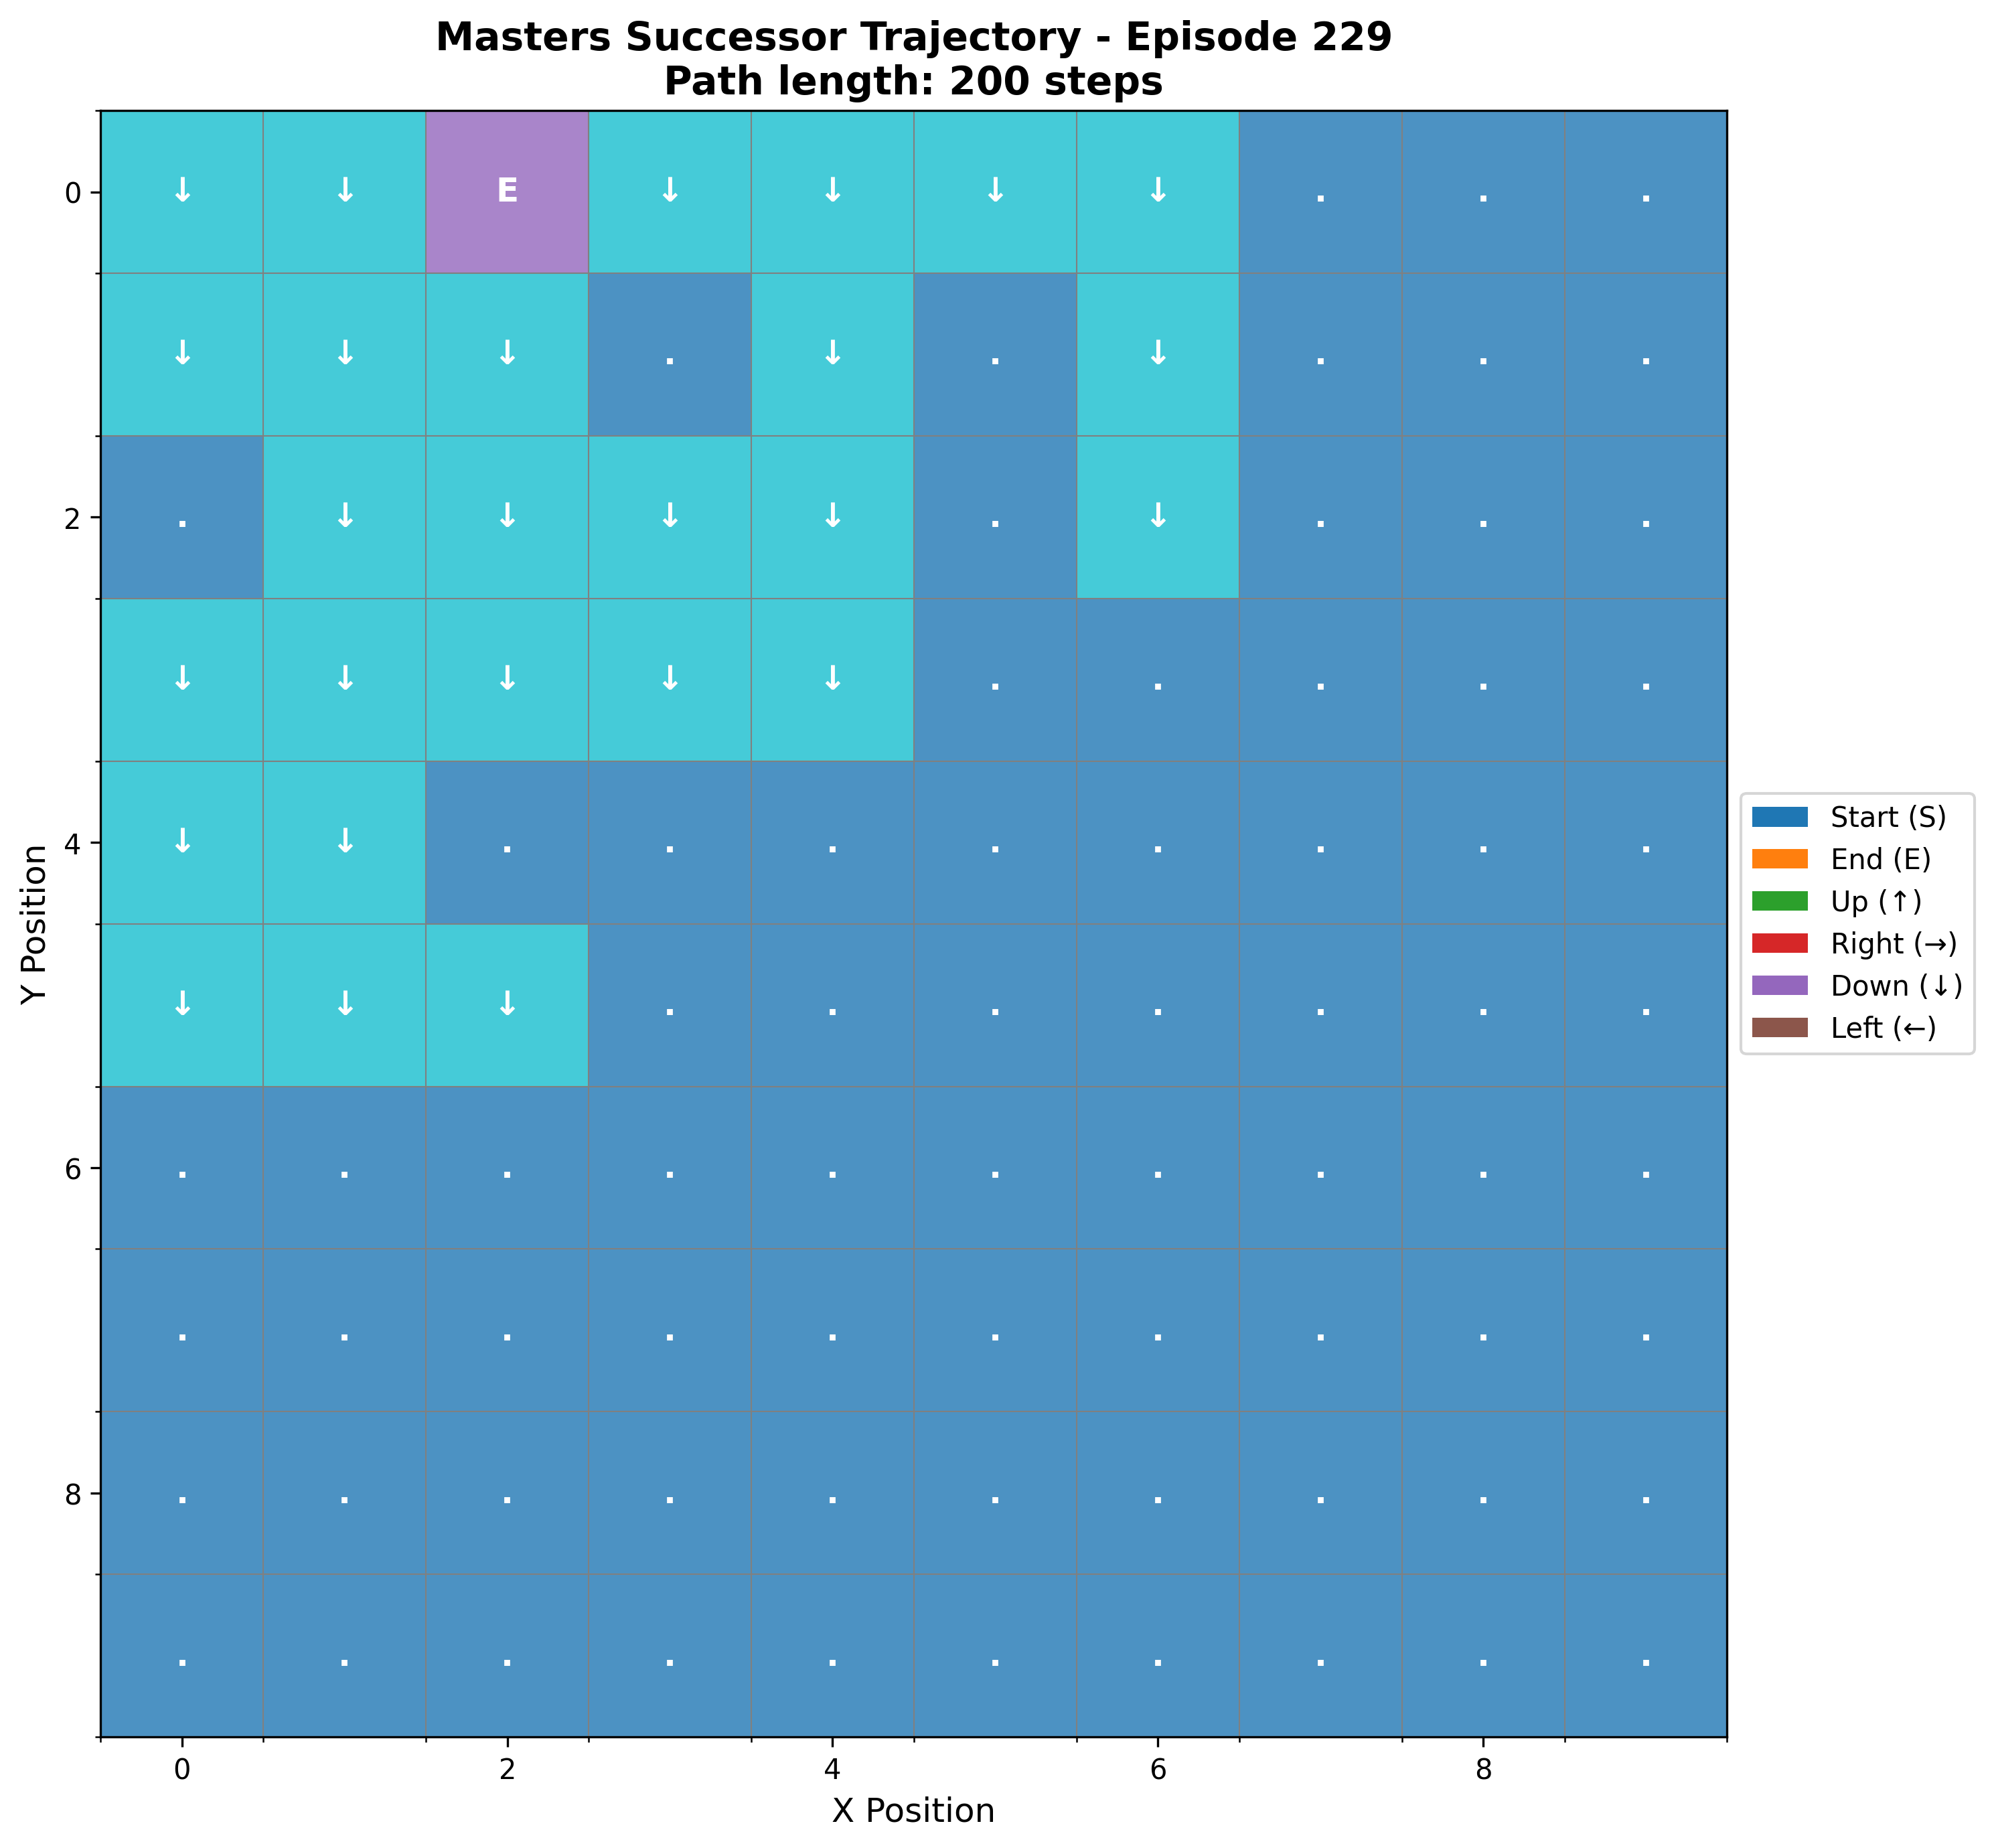 Masters Successor Trajectory - Episode 229
Path length: 200 steps
0 ↓ ↓ E ↓ ↓ ↓ ↓ . . .
↓ ↓ ↓ . ↓ . ↓ . . .
2 . ↓ ↓ ↓ ↓ . ↓ . . .
↓ ↓ ↓ ↓ ↓ . . . . .
4 ↓ ↓ . . . . . . . .
↓ ↓ ↓ . . . . . . .
6 . . . . . . . . . .
. . . . . . . . . .
8 . . . . . . . . . .
. . . . . . . . . .
0 2 4 6 8
X Position
Y Position
Start (S)
End (E)
Up (↑)
Right (→)
Down (↓)
Left (←)